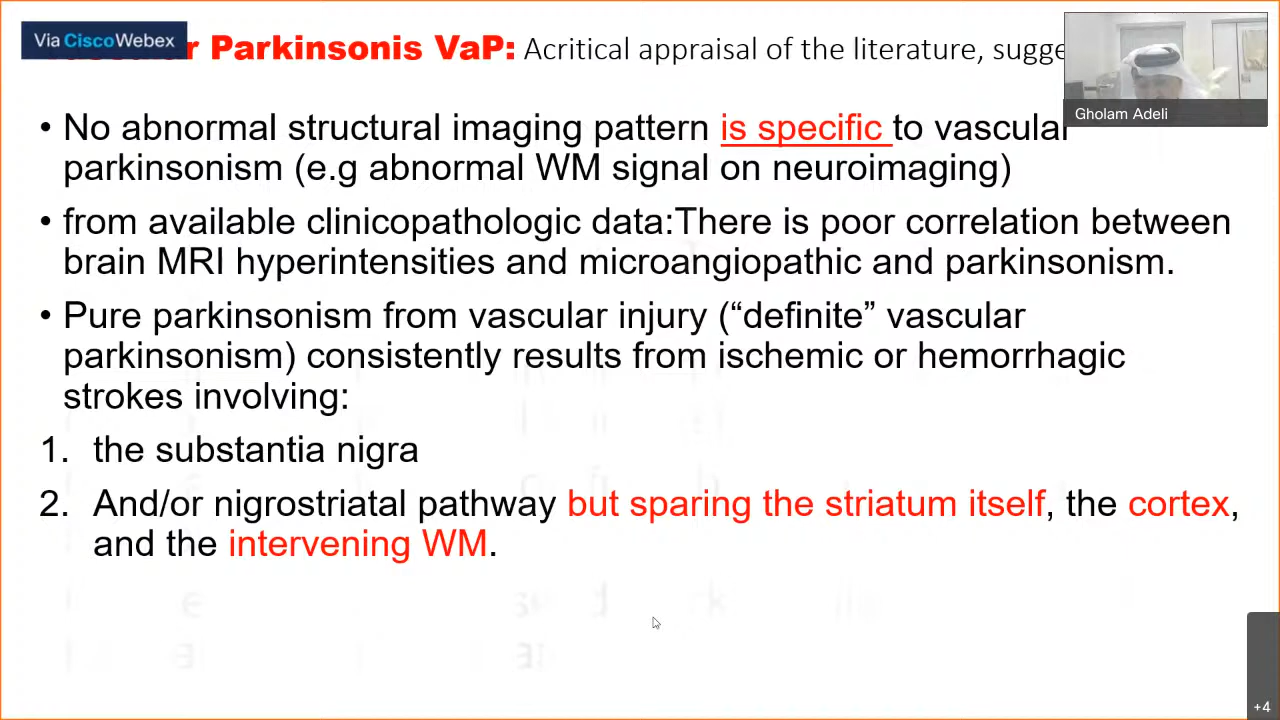 Via Cisco Webex
r Parkinsonis VaP: Acritical appraisal of the literature,
Gholam Adeli
• No abnormal structural imaging pattern is specific to vascular
parkinsonism (e.g abnormal WM signal on neuroimaging)
• from available clinicopathologic data:There is poor correlation between
brain MRI hyperintensities and microangiopathic and parkinsonism.
• Pure parkinsonism from vascular injury (“definite” vascular
parkinsonism) consistently results from ischemic or hemorrhagic
strokes involving:
1. the substantia nigra
2. And/or nigrostriatal pathway but sparing the striatum itself, the cortex,
and the intervening WM.
+4